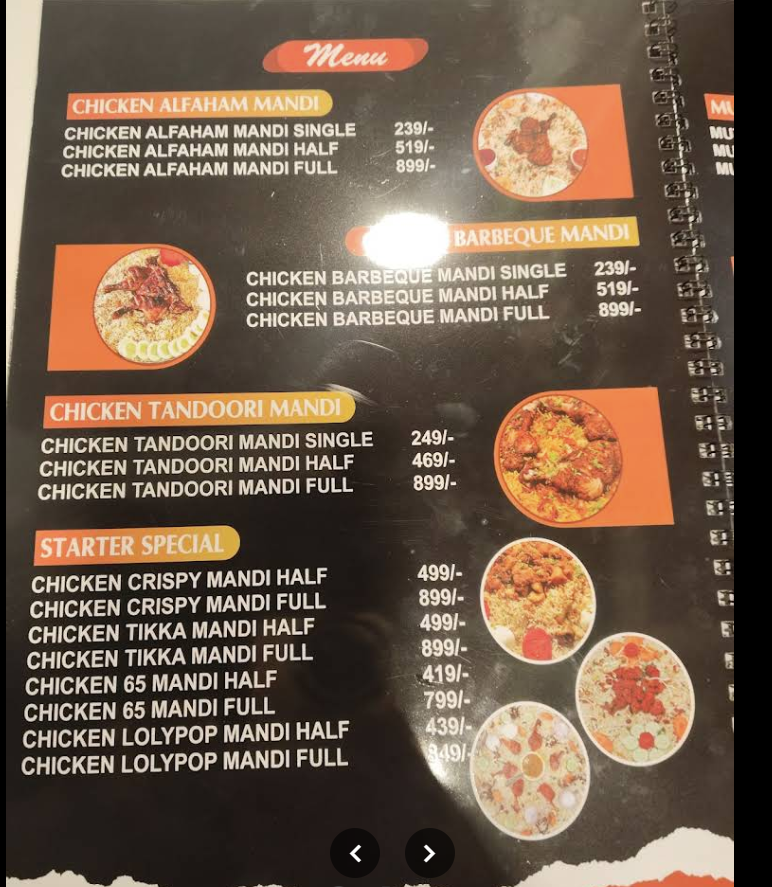 Menu
CHICKEN ALFAHAM MANDI
CHICKEN ALFAHAM MANDI SINGLE 239/-
CHICKEN ALFAHAM MANDI HALF 519/-
CHICKEN ALFAHAM MANDI FULL 899/-
BARBEQUE MANDI
CHICKEN BARBEQUE MANDI SINGLE 239/-
CHICKEN BARBEQUE MANDI HALF 519/-
CHICKEN BARBEQUE MANDI FULL 899/-
CHICKEN TANDOORI MANDI
CHICKEN TANDOORI MANDI SINGLE 249/-
CHICKEN TANDOORI MANDI HALF 469/-
CHICKEN TANDOORI MANDI FULL 899/-
STARTER SPECIAL
CHICKEN CRISPY MANDI HALF 499/-
CHICKEN CRISPY MANDI FULL 899/-
CHICKEN TIKKA MANDI HALF 499/-
CHICKEN TIKKA MANDI FULL 899/-
CHICKEN 65 MANDI HALF 419/-
CHICKEN 65 MANDI FULL 799/-
CHICKEN LOLYPOP MANDI HALF 439/-
CHICKEN LOLYPOP MANDI FULL